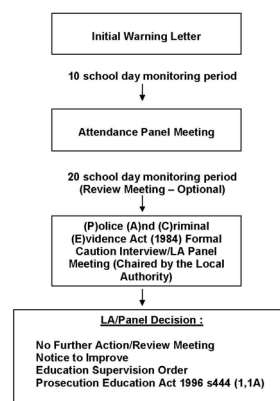 Initial Warning Letter
10 school day monitoring period
Attendance Panel Meeting
20 school day monitoring period
(Review Meeting – Optional)
(P)olice (A)nd (C)riminal
(E)vidence Act (1984) Formal
Caution Interview/LA Panel
Meeting (Chaired by the Local
Authority)
LA/Panel Decision :
No Further Action/Review Meeting
Notice to Improve
Education Supervision Order
Prosecution Education Act 1996 s444 (1,1A)